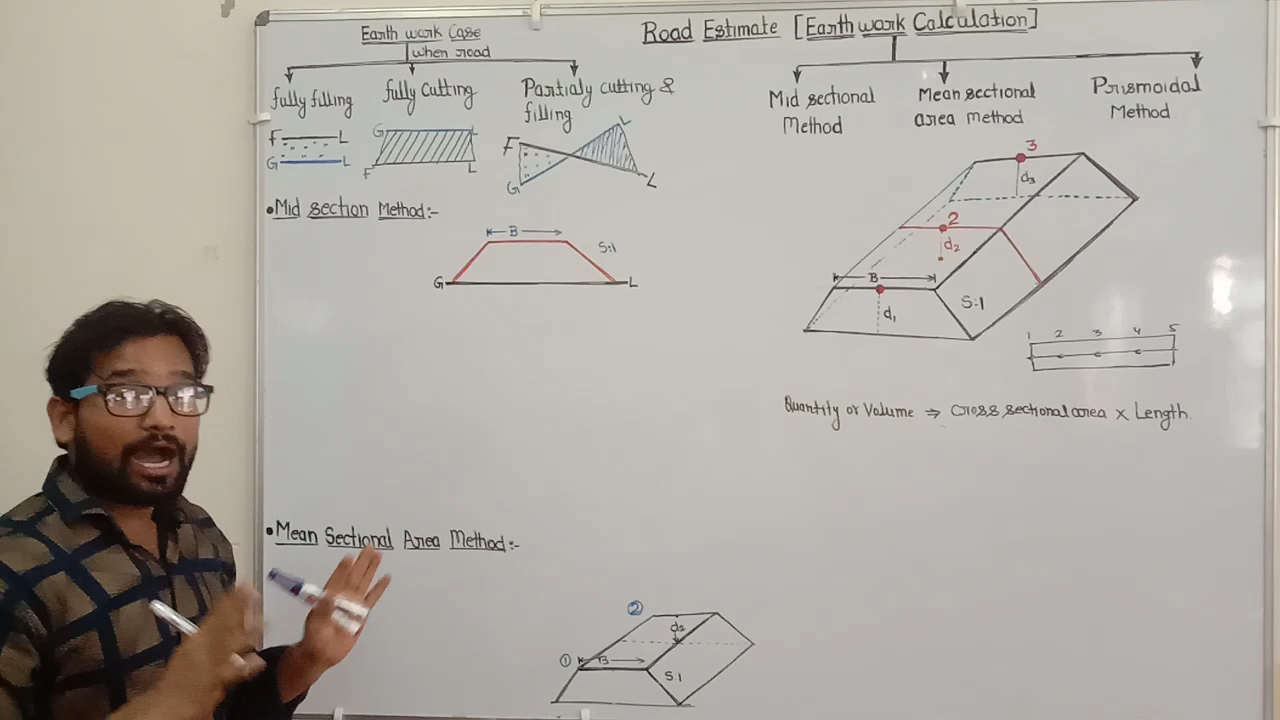 Earth work Case
when road
fully filling
fully Cutting
Partialy cutting &
filling
F L
G L
G L
F L
F L
G L
• Mid section Method:-
B
S:1
G L
Road Estimate [Earth work Calculation]
Mid sectional
Method
Mean sectional
area method
Prismoidal
Method
3
d3
2
d2
B
d1
S:1
1 2 3 4 5
Quantity or Volume ⇒ Cross sectional area × Length
• Mean Sectional Area Method:-
②
d2
① B
S:1